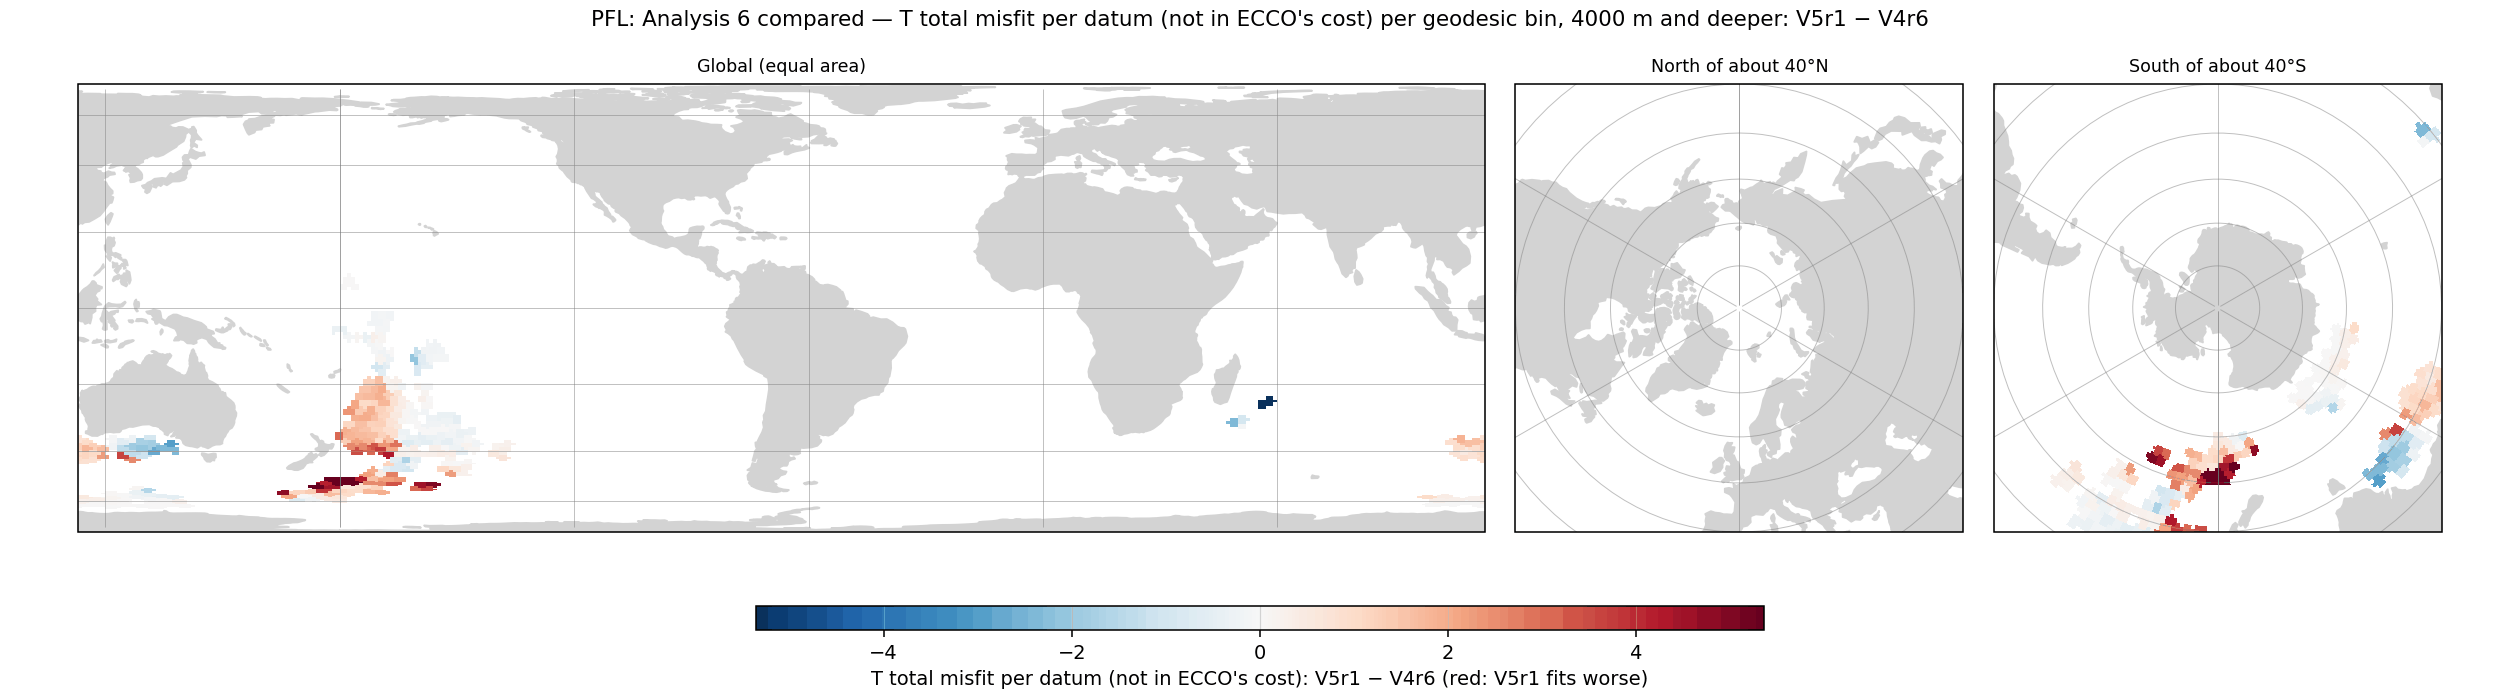 PFL: Analysis 6 compared — T total misfit per datum (not in ECCO's cost) per geodesic bin, 4000 m and deeper: V5r1 − V4r6
Global (equal area)
North of about 40°N
South of about 40°S
−4 −2 0 2 4
T total misfit per datum (not in ECCO's cost): V5r1 − V4r6 (red: V5r1 fits worse)